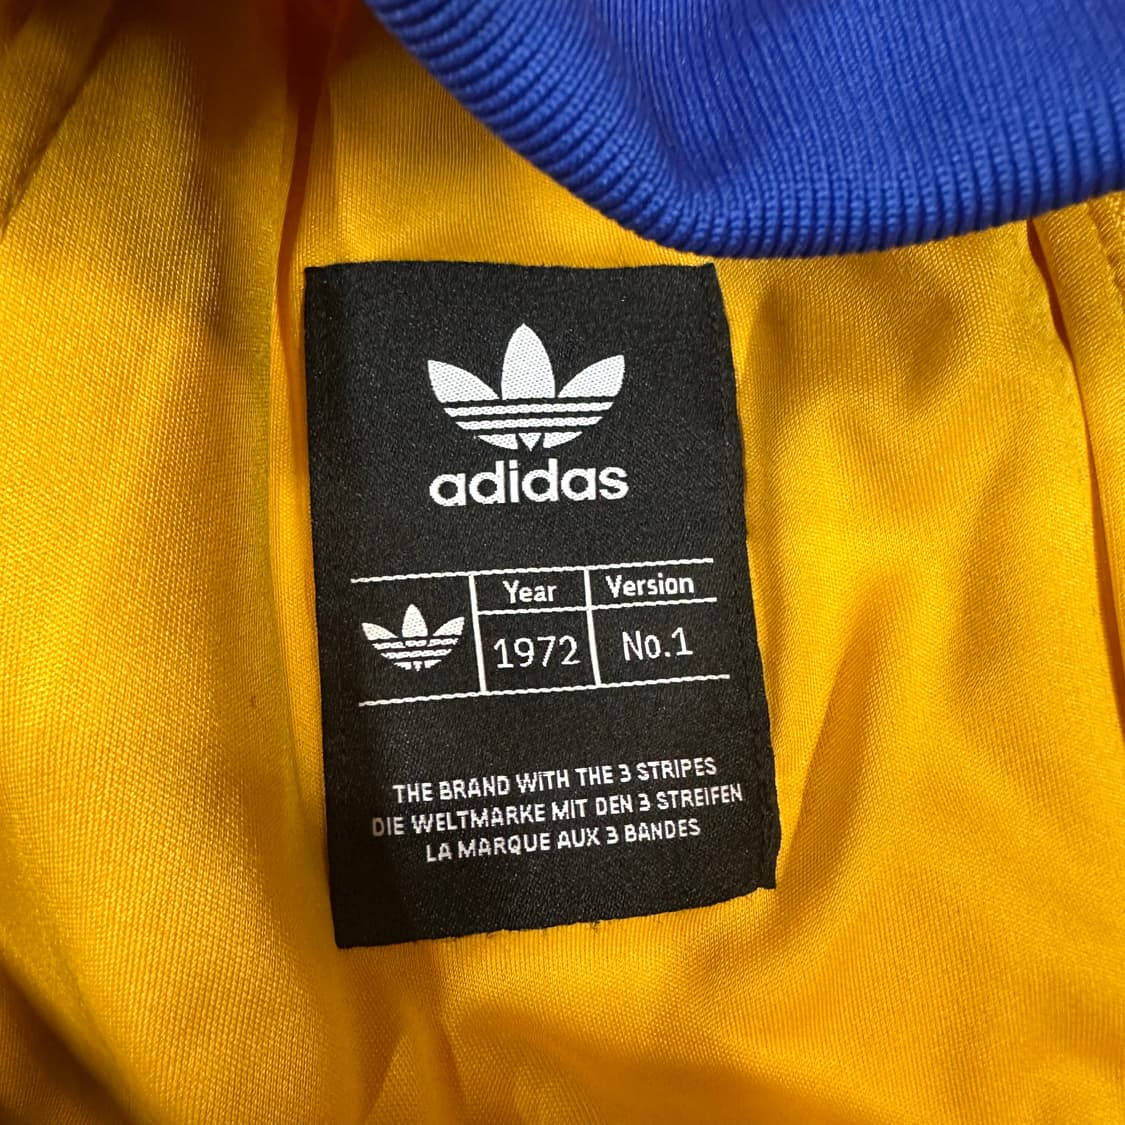 adidas
Year Version
1972 No.1
THE BRAND WITH THE 3 STRIPES
DIE WELTMARKE MIT DEN 3 STREIFEN
LA MARQUE AUX 3 BANDES